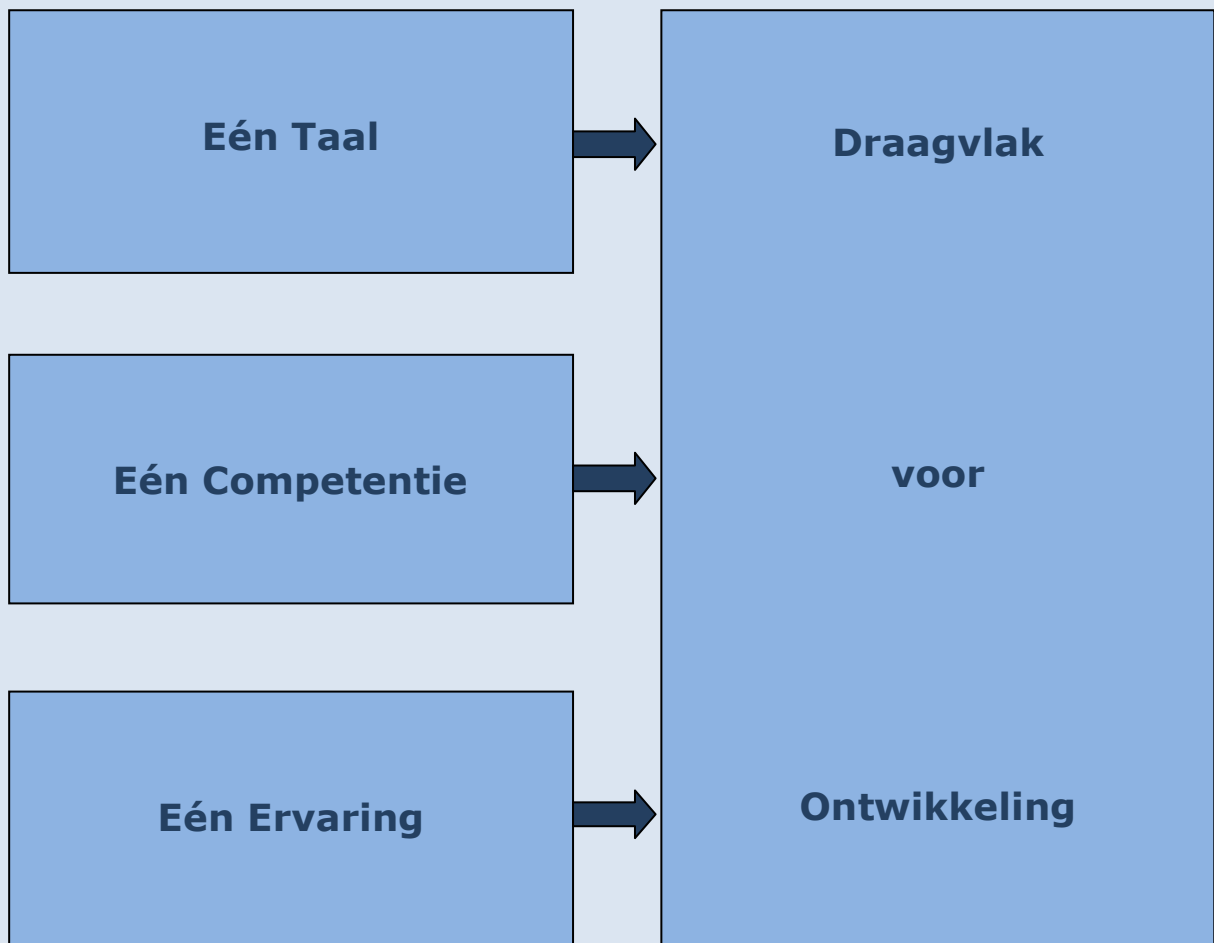 Eén Taal
Eén Competentie
Eén Ervaring
Draagvlak
voor
Ontwikkeling